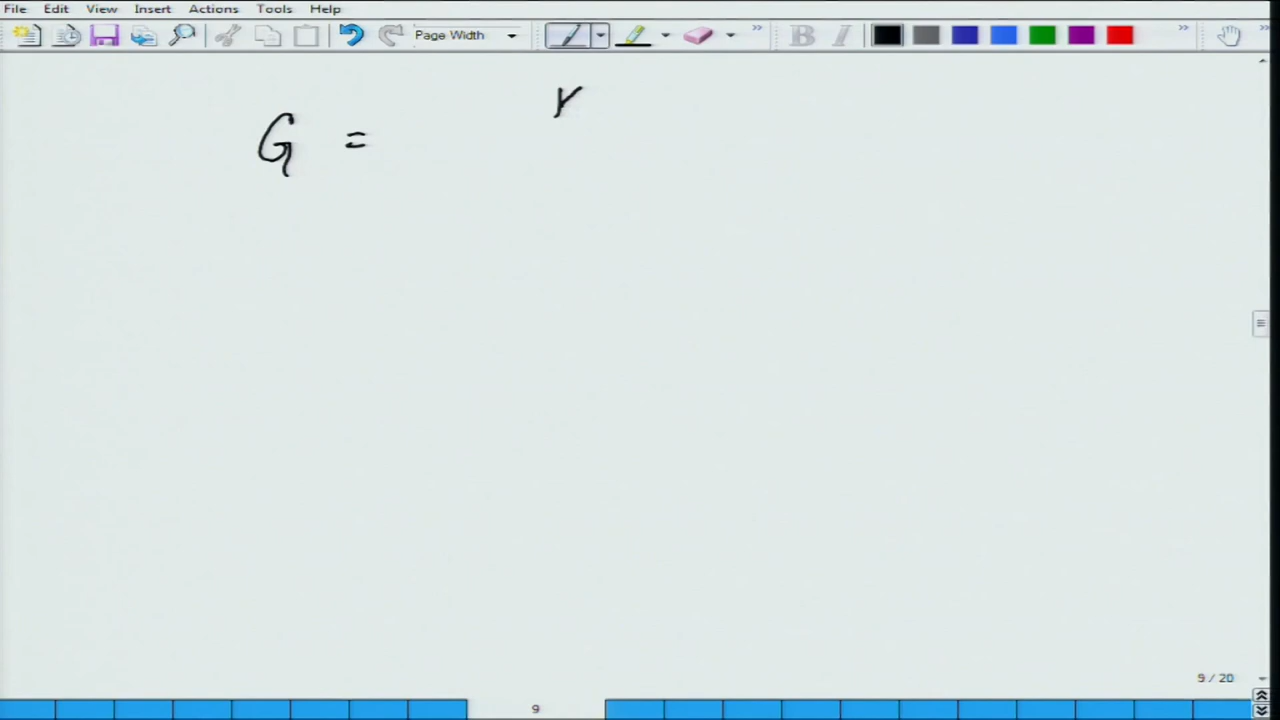 File Edit View Insert Actions Tools Help
Page Width
B I
G =
9 / 20
9